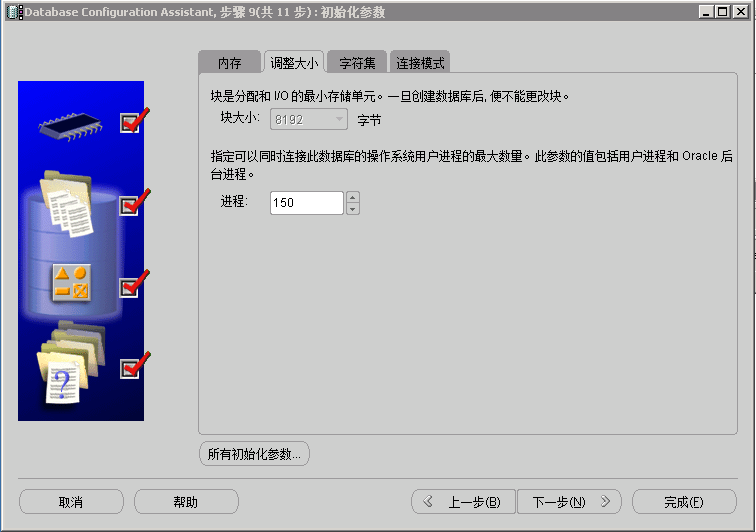 Database Configuration Assistant, 步骤 9(共 11 步) : 初始化参数
内存 调整大小 字符集 连接模式
块是分配和 I/O 的最小存储单元。一旦创建数据库后, 便不能更改块。
块大小: 8192 字节
指定可以同时连接此数据库的操作系统用户进程的最大数量。此参数的值包括用户进程和 Oracle 后
台进程。
进程: 150
?
所有初始化参数...
取消 帮助 上一步(B) 下一步(N) 完成(F)